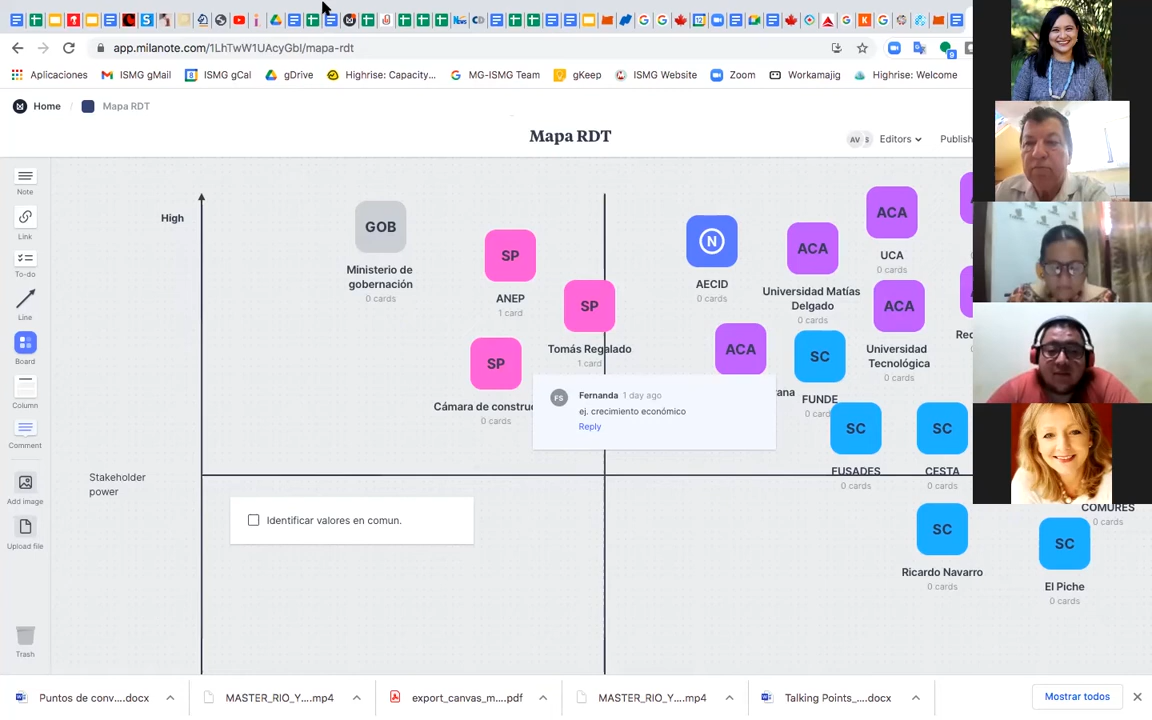 app.milanote.com/1LhTwW1UAcyGbI/mapa-rdt
Aplicaciones
ISMG gMail
ISMG gCal
gDrive
Highrise: Capacity...
MG-ISMG Team
gKeep
ISMG Website
Zoom
Workamajig
Highrise: Welcome
Home / Mapa RDT
Mapa RDT
AV S Editors
Publish
Note
Link
To-do
Line
Board
Column
Comment
Add image
Upload file
Trash
High
Stakeholder
power
GOB
Ministerio de
gobernación
0 cards
SP
ANEP
1 card
SP
Tomás Regalado
1 card
SP
Cámara de constru
0 cards
N
AECID
0 cards
ACA
Universidad Matías
Delgado
0 cards
ACA
UCA
0 cards
ACA
Universidad
Tecnológica
0 cards
ACA
SC
FUNDE
SC
FUSADES
0 cards
SC
CESTA
0 cards
COMURES
0 cards
SC
Ricardo Navarro
0 cards
SC
El Piche
0 cards
FS Fernanda 1 day ago
ej. crecimiento económico
Reply
Identificar valores en comun.
Puntos de conv....docx
MASTER_RIO_Y....mp4
export_canvas_m....pdf
MASTER_RIO_Y....mp4
Talking Points_....docx
Mostrar todos